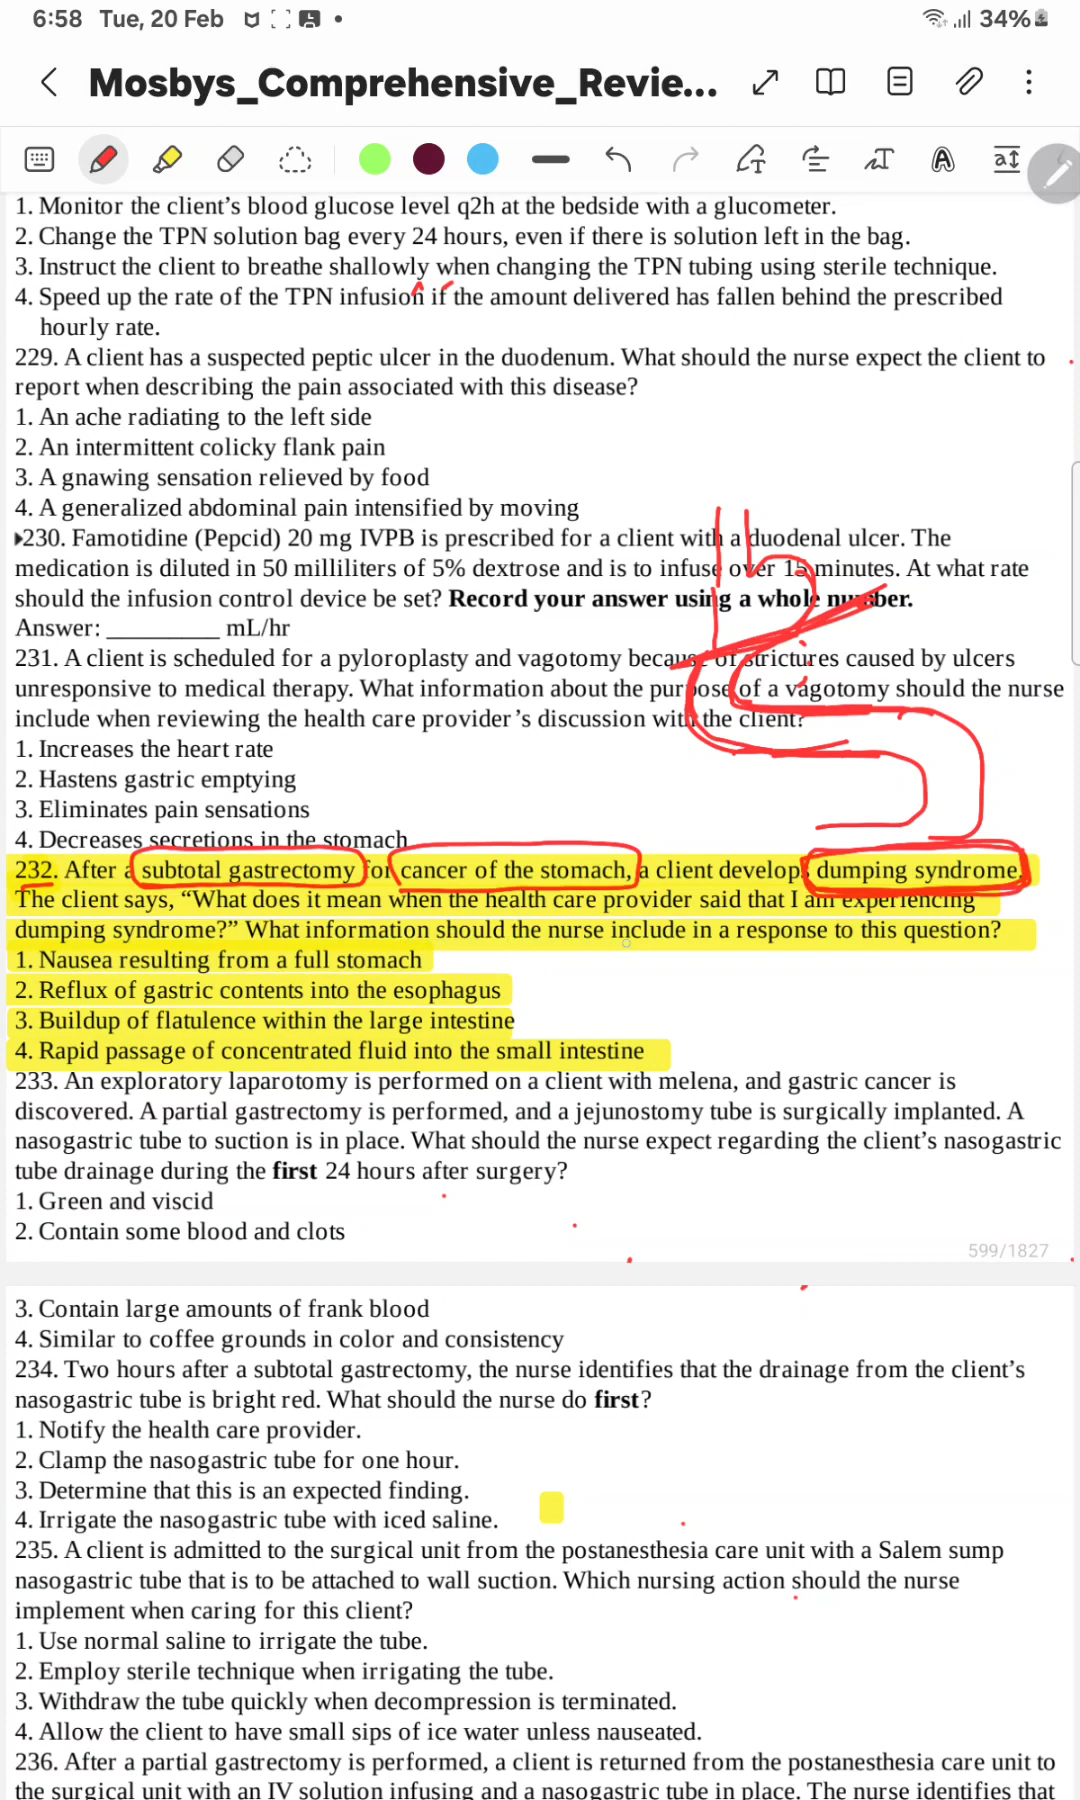 6:58 Tue, 20 Feb 34%
Mosbys_Comprehensive_Revie...
1. Monitor the client’s blood glucose level q2h at the bedside with a glucometer.
2. Change the TPN solution bag every 24 hours, even if there is solution left in the bag.
3. Instruct the client to breathe shallowly when changing the TPN tubing using sterile technique.
4. Speed up the rate of the TPN infusion if the amount delivered has fallen behind the prescribed
hourly rate.
229. A client has a suspected peptic ulcer in the duodenum. What should the nurse expect the client to
report when describing the pain associated with this disease?
1. An ache radiating to the left side
2. An intermittent colicky flank pain
3. A gnawing sensation relieved by food
4. A generalized abdominal pain intensified by moving
230. Famotidine (Pepcid) 20 mg IVPB is prescribed for a client with a duodenal ulcer. The
medication is diluted in 50 milliliters of 5% dextrose and is to infuse over 15 minutes. At what rate
should the infusion control device be set? Record your answer using a whole number.
Answer: __________ mL/hr
231. A client is scheduled for a pyloroplasty and vagotomy because of strictures caused by ulcers
unresponsive to medical therapy. What information about the purpose of a vagotomy should the nurse
include when reviewing the health care provider’s discussion with the client?
1. Increases the heart rate
2. Hastens gastric emptying
3. Eliminates pain sensations
4. Decreases secretions in the stomach
232. After a subtotal gastrectomy for cancer of the stomach, a client develops dumping syndrome.
The client says, “What does it mean when the health care provider said that I am experiencing
dumping syndrome?” What information should the nurse include in a response to this question?
1. Nausea resulting from a full stomach
2. Reflux of gastric contents into the esophagus
3. Buildup of flatulence within the large intestine
4. Rapid passage of concentrated fluid into the small intestine
233. An exploratory laparotomy is performed on a client with melena, and gastric cancer is
discovered. A partial gastrectomy is performed, and a jejunostomy tube is surgically implanted. A
nasogastric tube to suction is in place. What should the nurse expect regarding the client’s nasogastric
tube drainage during the first 24 hours after surgery?
1. Green and viscid
2. Contain some blood and clots
599/1827
3. Contain large amounts of frank blood
4. Similar to coffee grounds in color and consistency
234. Two hours after a subtotal gastrectomy, the nurse identifies that the drainage from the client’s
nasogastric tube is bright red. What should the nurse do first?
1. Notify the health care provider.
2. Clamp the nasogastric tube for one hour.
3. Determine that this is an expected finding.
4. Irrigate the nasogastric tube with iced saline.
235. A client is admitted to the surgical unit from the postanesthesia care unit with a Salem sump
nasogastric tube that is to be attached to wall suction. Which nursing action should the nurse
implement when caring for this client?
1. Use normal saline to irrigate the tube.
2. Employ sterile technique when irrigating the tube.
3. Withdraw the tube quickly when decompression is terminated.
4. Allow the client to have small sips of ice water unless nauseated.
236. After a partial gastrectomy is performed, a client is returned from the postanesthesia care unit to
the surgical unit with an IV solution infusing and a nasogastric tube in place. The nurse identifies that